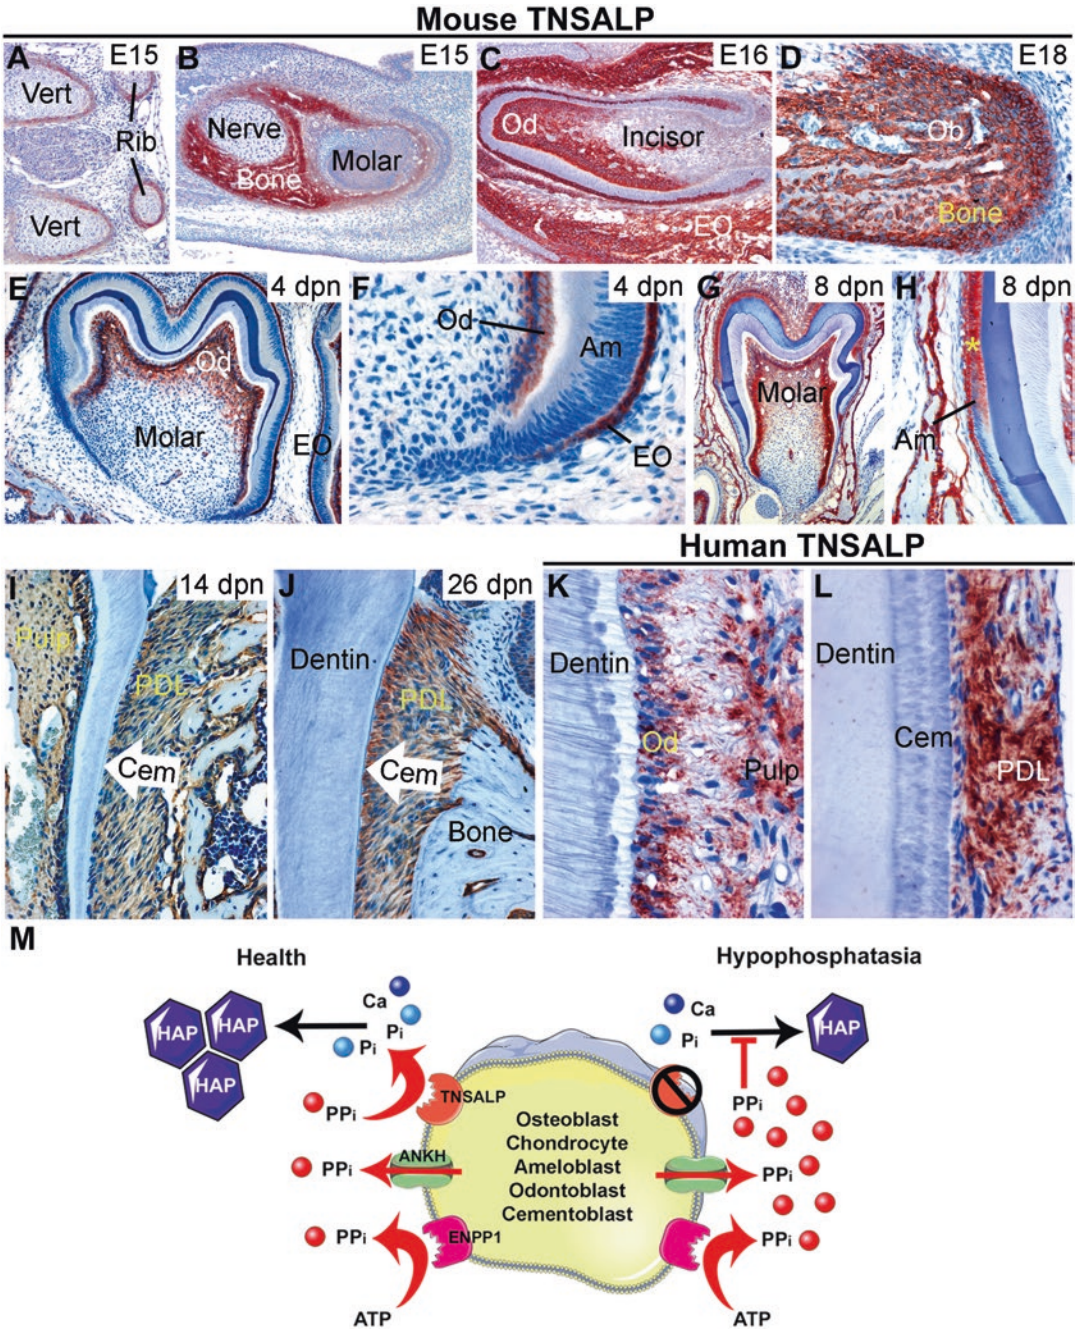 Mouse TNSALP
A
E15
Vert
Rib
Vert
B
E15
Nerve
Molar
Bone
C
E16
Od
Incisor
EO
D
E18
Ob
Bone
E
4 dpn
Od
Molar
EO
F
4 dpn
Od
Am
EO
G
8 dpn
Molar
H
8 dpn
*
Am
Human TNSALP
I
14 dpn
Pulp
PDL
Cem
J
26 dpn
Dentin
PDL
Cem
Bone
K
Dentin
Od
Pulp
L
Dentin
Cem
PDL
M
Health
Hypophosphatasia
Ca
Pi
Pi
HAP
HAP
HAP
PPi
TNSALP
PPi
ANKH
PPi
ENPP1
ATP
Osteoblast
Chondrocyte
Ameloblast
Odontoblast
Cementoblast
Ca
Pi
HAP
PPi
PPi
PPi
ATP